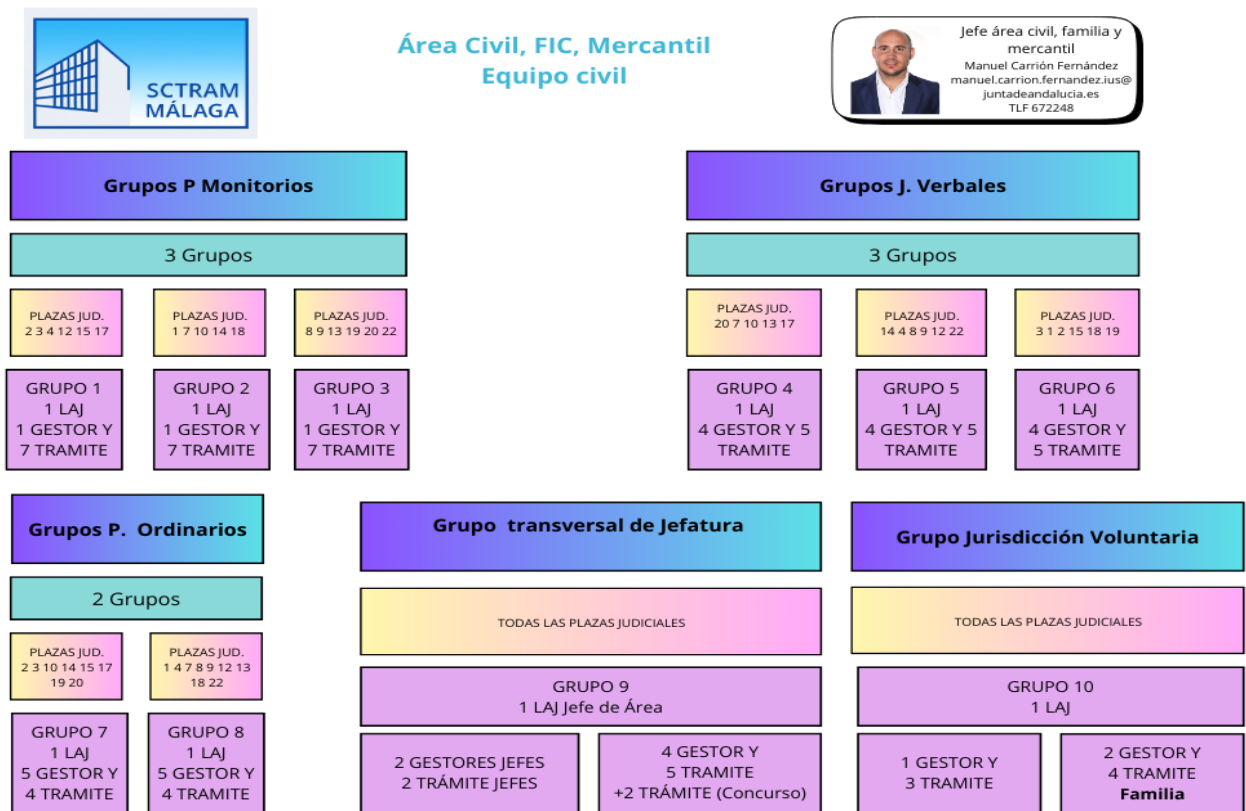 SCTRAM
MÁLAGA
Área Civil, FIC, Mercantil
Equipo civil
Jefe área civil, familia y
mercantil
Manuel Carrión Fernández
manuel.carrion.fernandez.ius@
juntadeandalucia.es
TLF 672248
Grupos P Monitorios
3 Grupos
PLAZAS JUD.
2 3 4 12 15 17
PLAZAS JUD.
1 7 10 14 18
PLAZAS JUD.
8 9 13 19 20 22
GRUPO 1
1 LAJ
1 GESTOR Y
7 TRAMITE
GRUPO 2
1 LAJ
1 GESTOR Y
7 TRAMITE
GRUPO 3
1 LAJ
1 GESTOR Y
7 TRAMITE
Grupos J. Verbales
3 Grupos
PLAZAS JUD.
20 7 10 13 17
PLAZAS JUD.
14 4 8 9 12 22
PLAZAS JUD.
3 1 2 15 18 19
GRUPO 4
1 LAJ
4 GESTOR Y 5
TRAMITE
GRUPO 5
1 LAJ
4 GESTOR Y 5
TRAMITE
GRUPO 6
1 LAJ
4 GESTOR Y
5 TRAMITE
Grupos P. Ordinarios
2 Grupos
PLAZAS JUD.
2 3 10 14 15 17
19 20
PLAZAS JUD.
1 4 7 8 9 12 13
18 22
GRUPO 7
1 LAJ
5 GESTOR Y
4 TRAMITE
GRUPO 8
1 LAJ
5 GESTOR Y
4 TRAMITE
Grupo transversal de Jefatura
TODAS LAS PLAZAS JUDICIALES
GRUPO 9
1 LAJ Jefe de Área
2 GESTORES JEFES
2 TRÁMITE JEFES
4 GESTOR Y
5 TRAMITE
+2 TRÁMITE (Concurso)
Grupo Jurisdicción Voluntaria
TODAS LAS PLAZAS JUDICIALES
GRUPO 10
1 LAJ
1 GESTOR Y
3 TRAMITE
2 GESTOR Y
4 TRAMITE
Familia